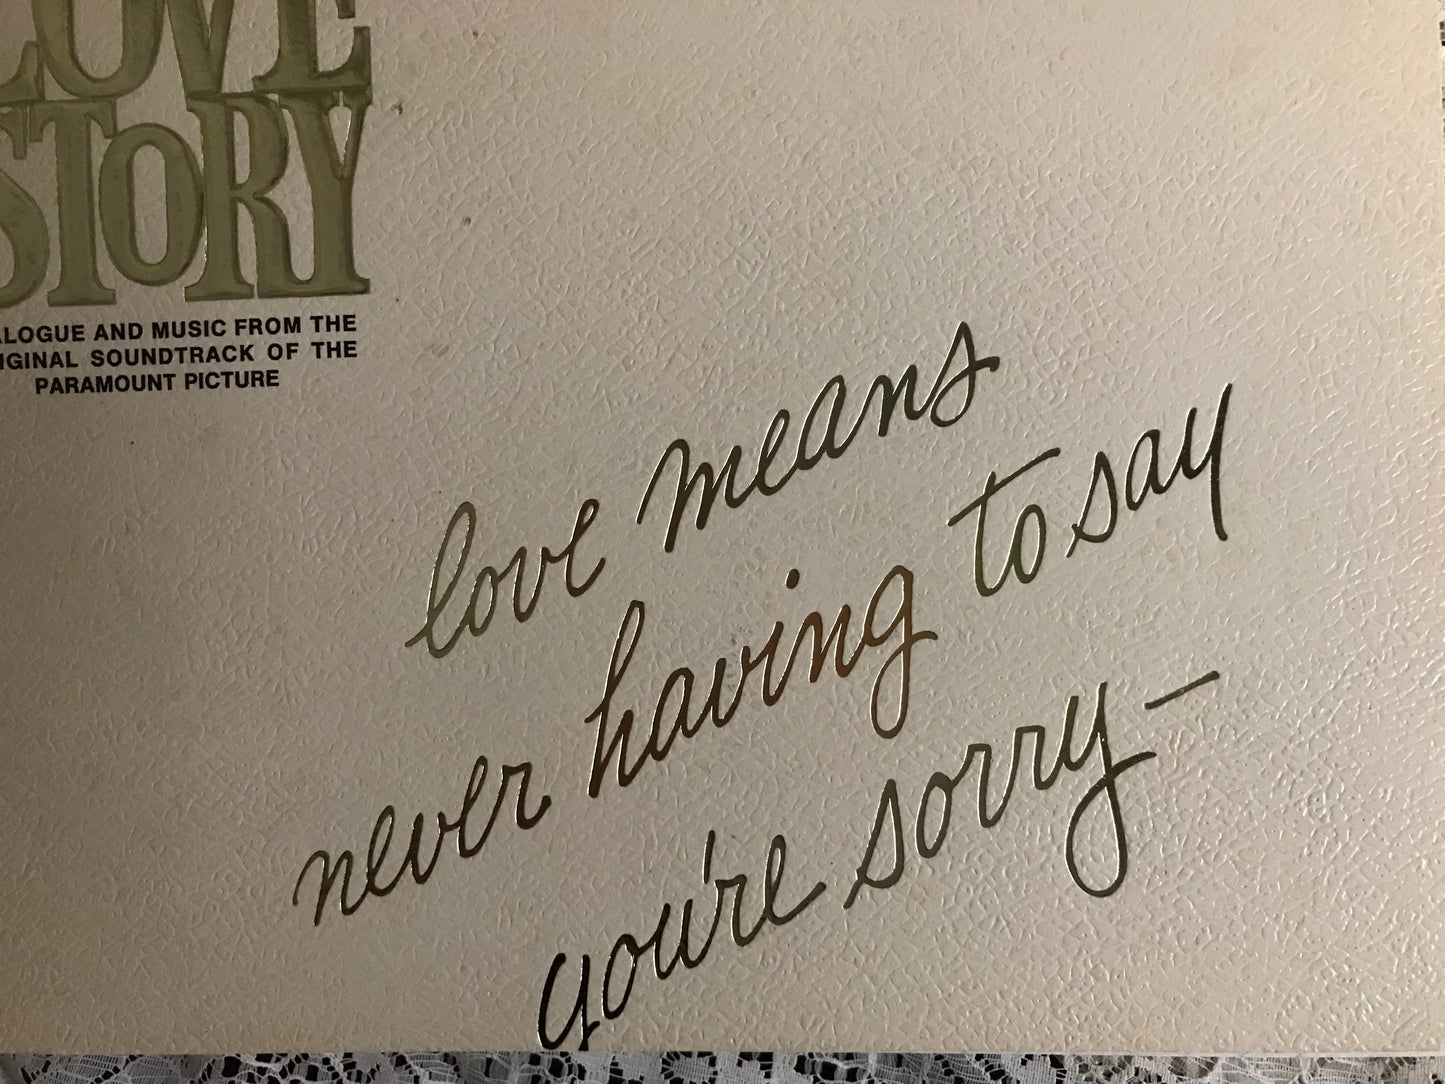 LOVE
STORY
ALOGUE AND MUSIC FROM THE
IGINAL SOUNDTRACK OF THE
PARAMOUNT PICTURE
love means
never having to say
you're sorry—